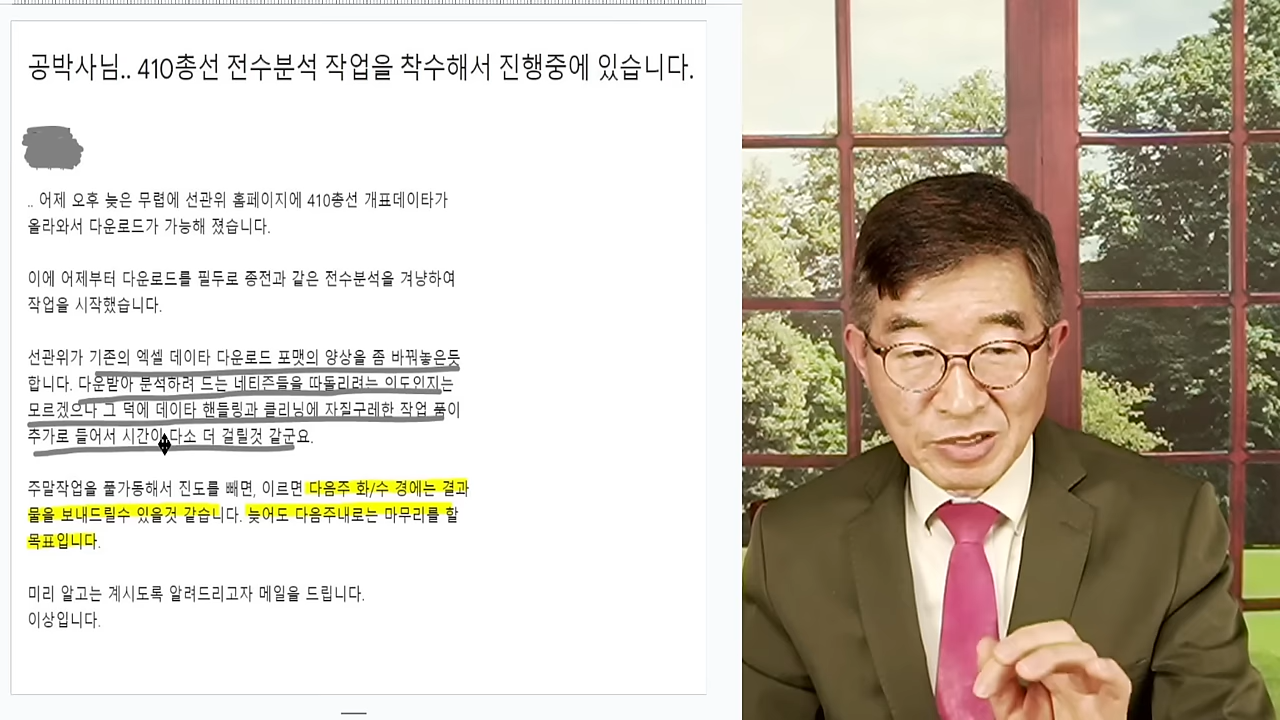 공박사님.. 410총선 전수분석 작업을 착수해서 진행중에 있습니다.
.. 어제 오후 늦은 무렵에 선관위 홈페이지에 410총선 개표데이타가
올라와서 다운로드가 가능해 졌습니다.
이에 어제부터 다운로드를 필두로 종전과 같은 전수분석을 겨냥하여
작업을 시작했습니다.
선관위가 기존의 엑셀 데이타 다운로드 포맷의 양상을 좀 바꿔놓은듯
합니다. 다운받아 분석하려 드는 네티즌들을 따돌리려는 의도인지는
모르겠으나 그 덕에 데이타 핸들링과 클리닝에 자질구레한 작업 품이
추가로 들어서 시간이 다소 더 걸릴것 같군요.
주말작업을 풀가동해서 진도를 빼면, 이르면 다음주 화/수 경에는 결과
물을 보내드릴수 있을것 같습니다. 늦어도 다음주내로는 마무리를 할
목표입니다.
미리 알고는 계시도록 알려드리고자 메일을 드립니다.
이상입니다.